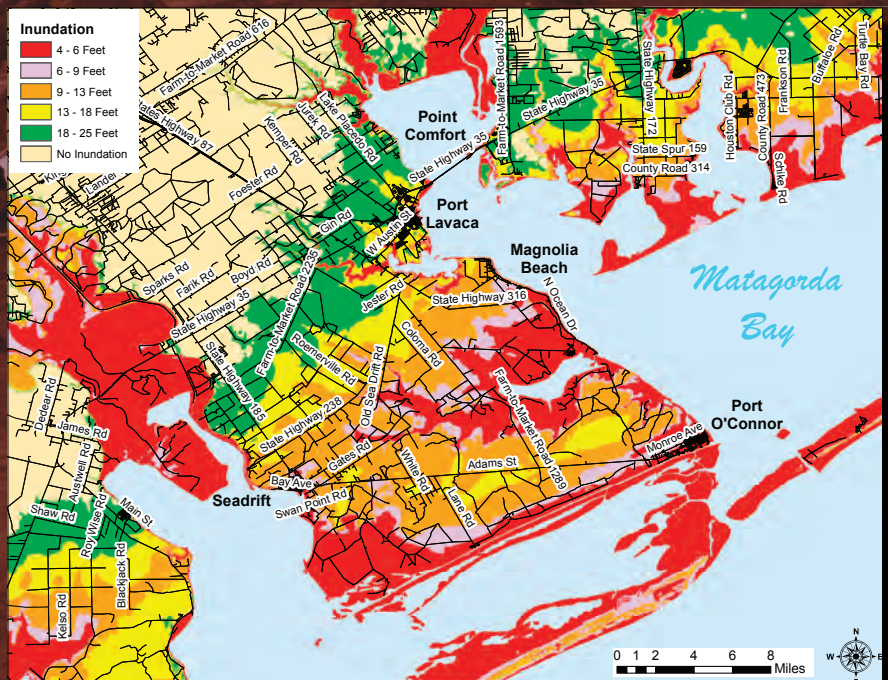 Inundation
4 - 6 Feet
6 - 9 Feet
9 - 13 Feet
13 - 18 Feet
18 - 25 Feet
No Inundation
Farm-to-Market Road 616
Highway 87
Lander
Kemper Rd
Jurek Rd
Lake Placedo Rd
Foester Rd
Gin Rd
W Austin St
Point
Comfort
State Highway 35
Farm-to-Market Road 1593
State Highway 35
State Highway 172
Houston Club Rd
County Road 473
Frankson Rd
Buffaloe Rd
Turtle Bay Rd
State Spur 159
County Road 314
Schike Rd
Port
Lavaca
Magnolia
Beach
N Ocean Dr
Matagorda
Bay
Sparks Rd
Farik Rd
Boyd Rd
State Highway 35
Farm-to-Market Road 2235
Jester Rd
State Highway 316
Coloma Rd
Roemerville Rd
Old Sea Drift Rd
State Highway 185
State Highway 238
Farm-to-Market Road 1289
Port
O'Connor
Monroe Ave
Dedear Rd
James Rd
Austwell Rd
Gates Rd
White Rd
Adams St
Bay Ave
Seadrift
Swan Point Rd
Lane Rd
Main St
Shaw Rd
Roy Wise Rd
Blackjack Rd
Kelso Rd
0 1 2 4 6 8
Miles
N
W E